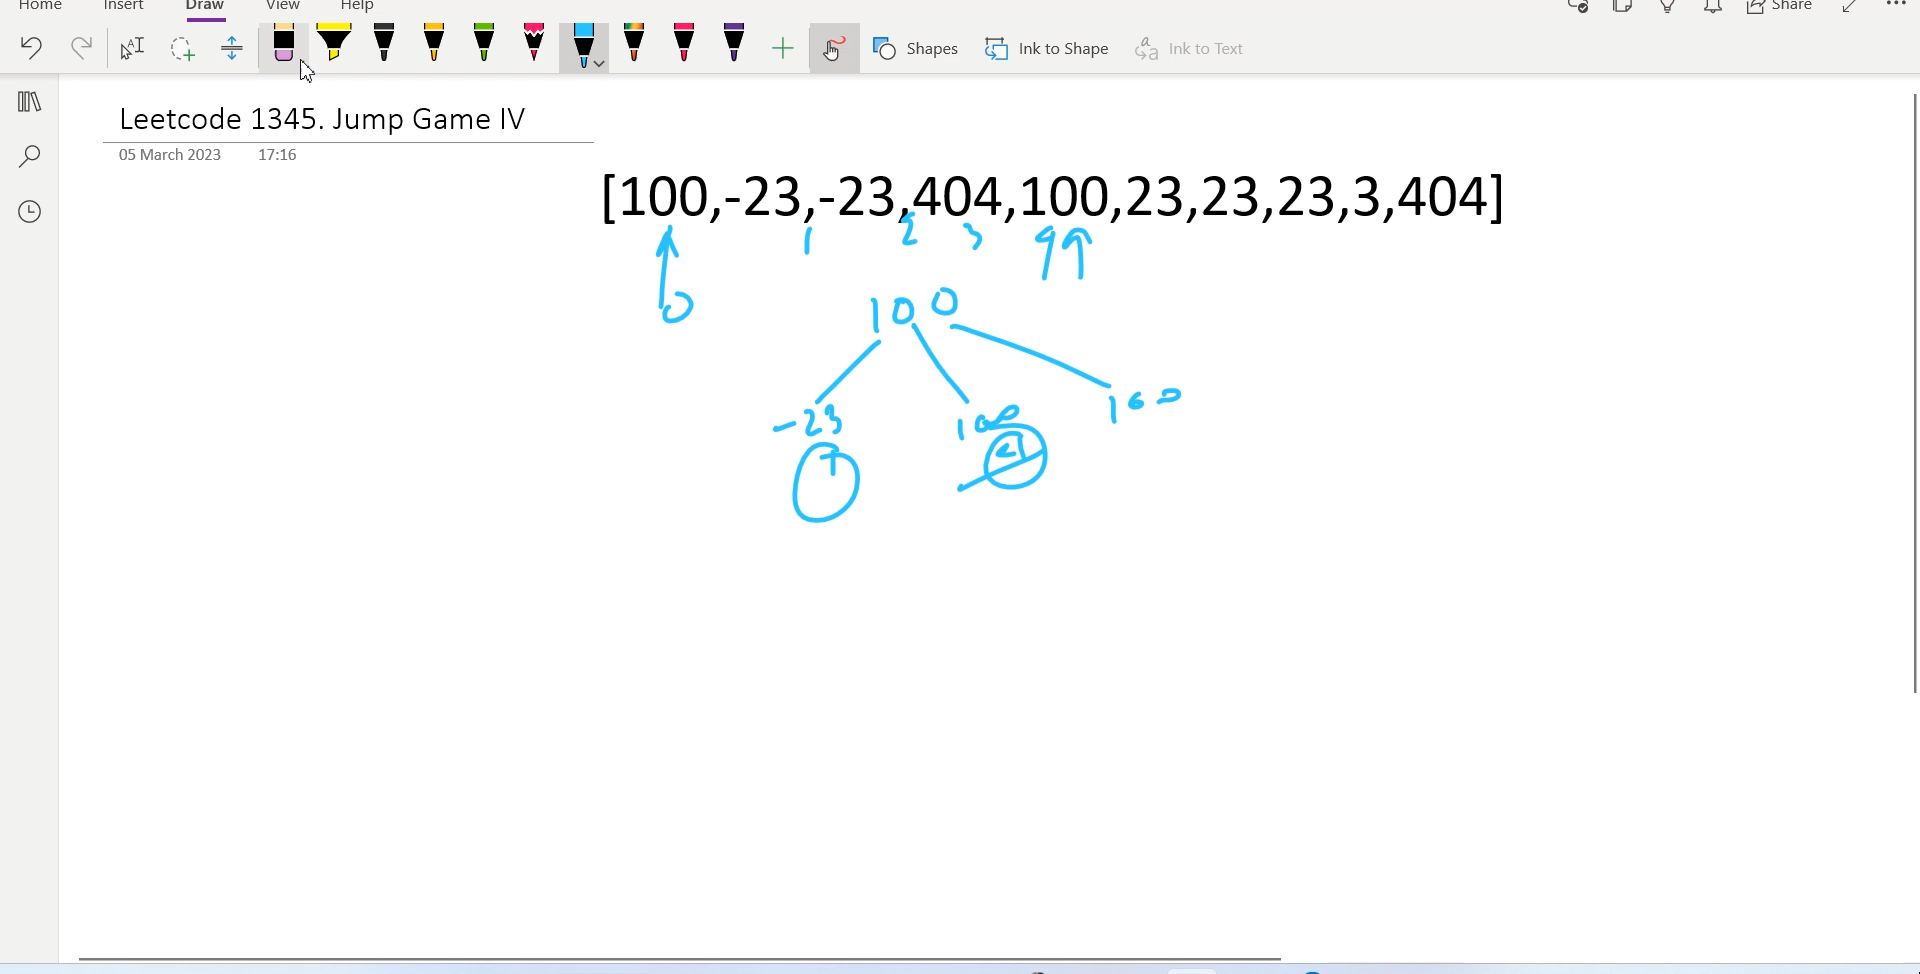 Home Insert Draw View Help Share
Shapes Ink to Shape Ink to Text
Leetcode 1345. Jump Game IV
05 March 2023 17:16
[100,-23,-23,404,100,23,23,23,3,404]
1 2 3 4
0
100
-23 100 100
1